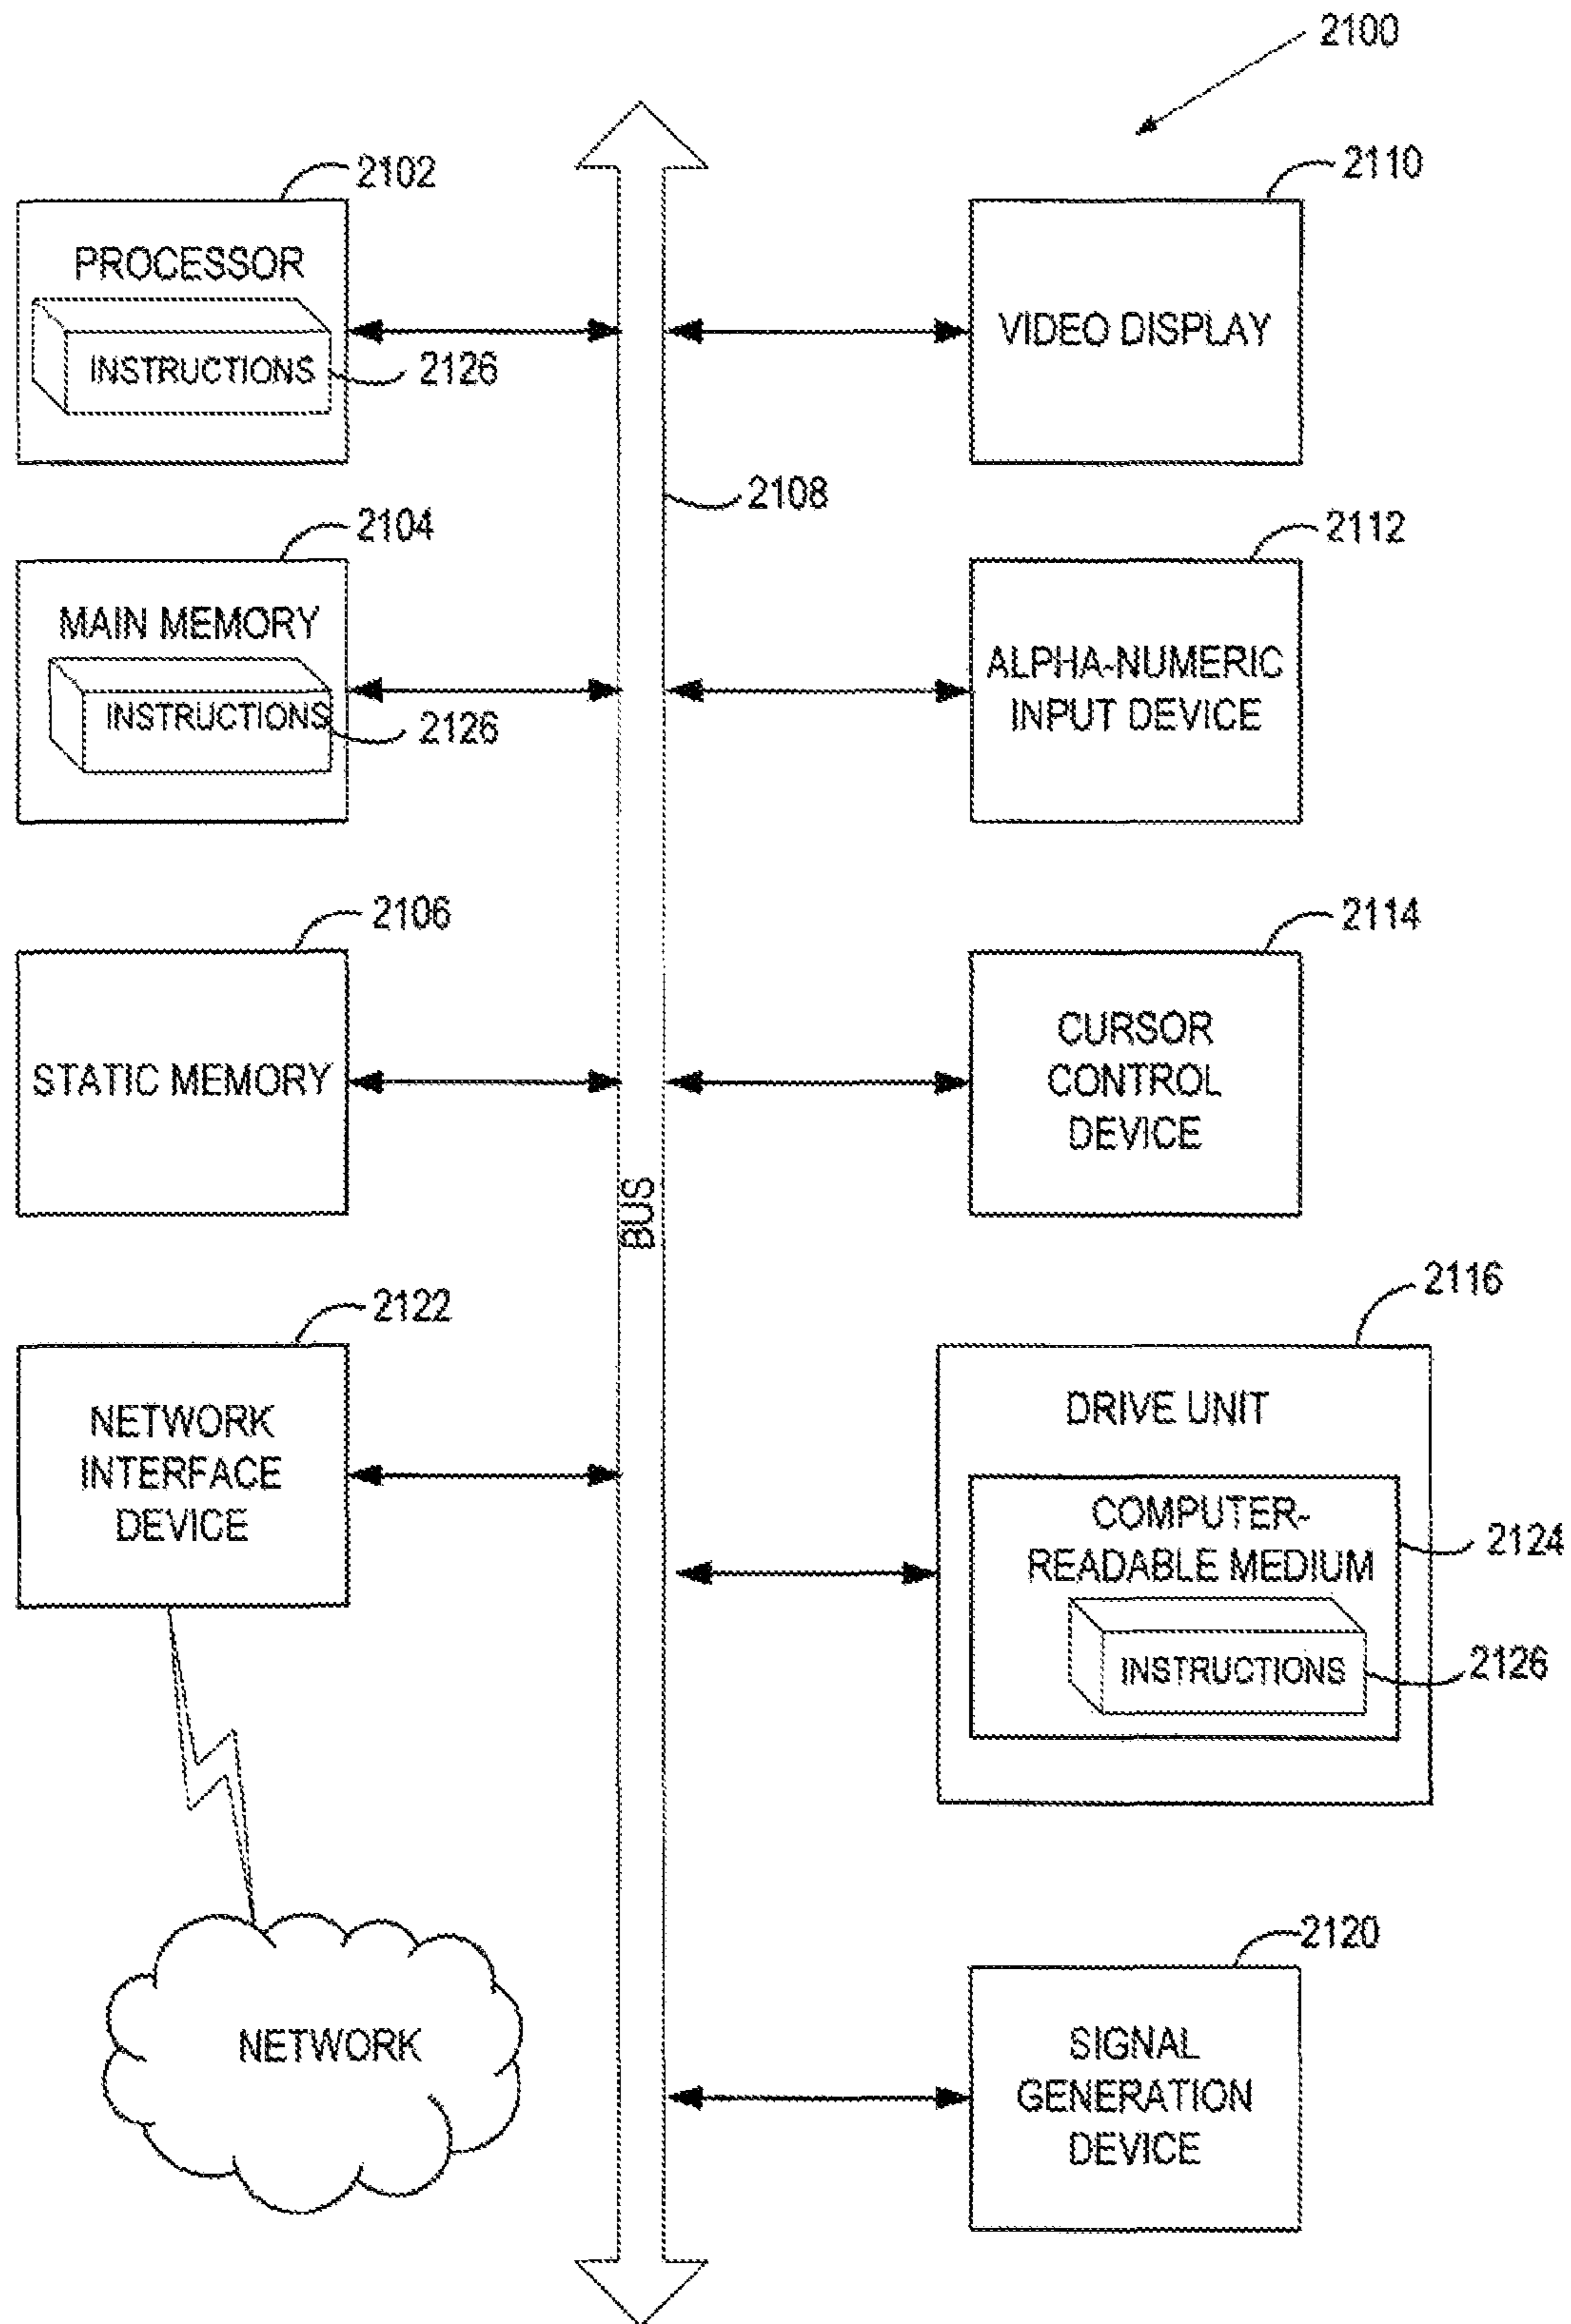 2100
2102
PROCESSOR
INSTRUCTIONS
2126
2104
MAIN MEMORY
INSTRUCTIONS
2126
2106
STATIC MEMORY
2122
NETWORK
INTERFACE
DEVICE
NETWORK
2108
BUS
2110
VIDEO DISPLAY
2112
ALPHA-NUMERIC
INPUT DEVICE
2114
CURSOR
CONTROL
DEVICE
2116
DRIVE UNIT
COMPUTER-
READABLE MEDIUM
2124
INSTRUCTIONS
2126
2120
SIGNAL
GENERATION
DEVICE